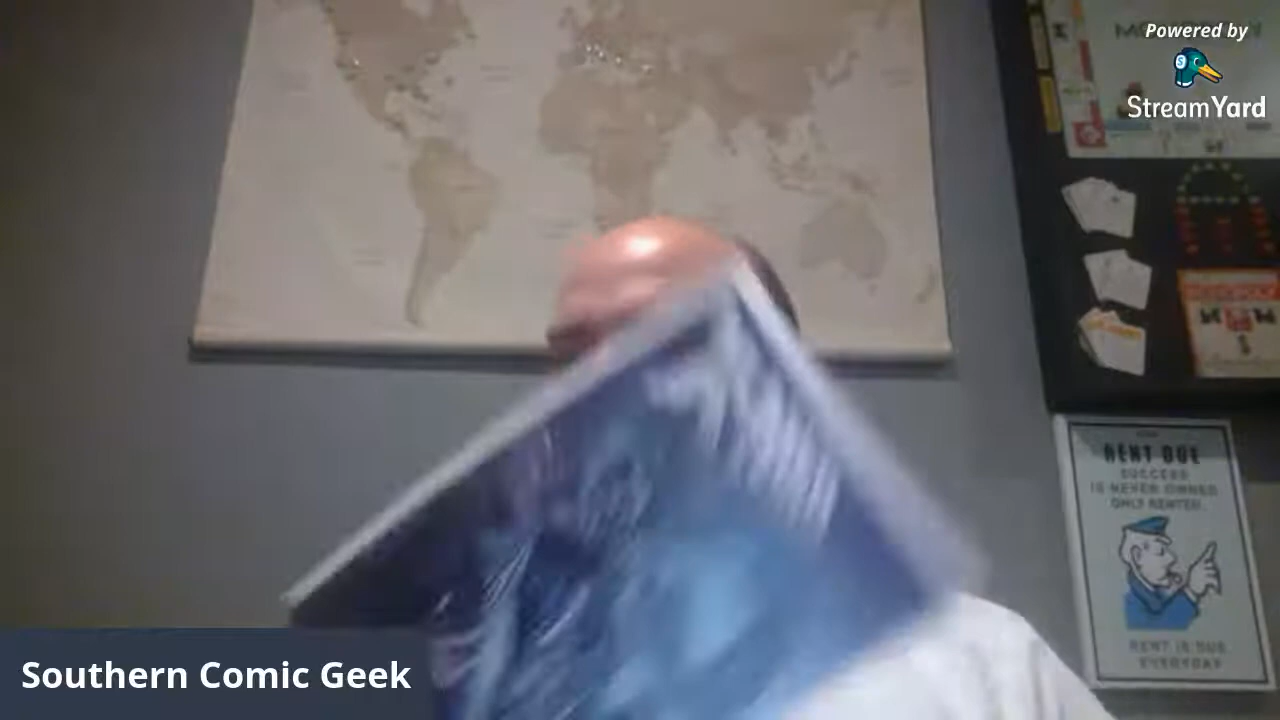 Powered by
StreamYard
RENT DUE
SUCCESS
IS NEVER OWNED
ONLY RENTED.
RENT IS DUE
EVERYDAY
Southern Comic Geek